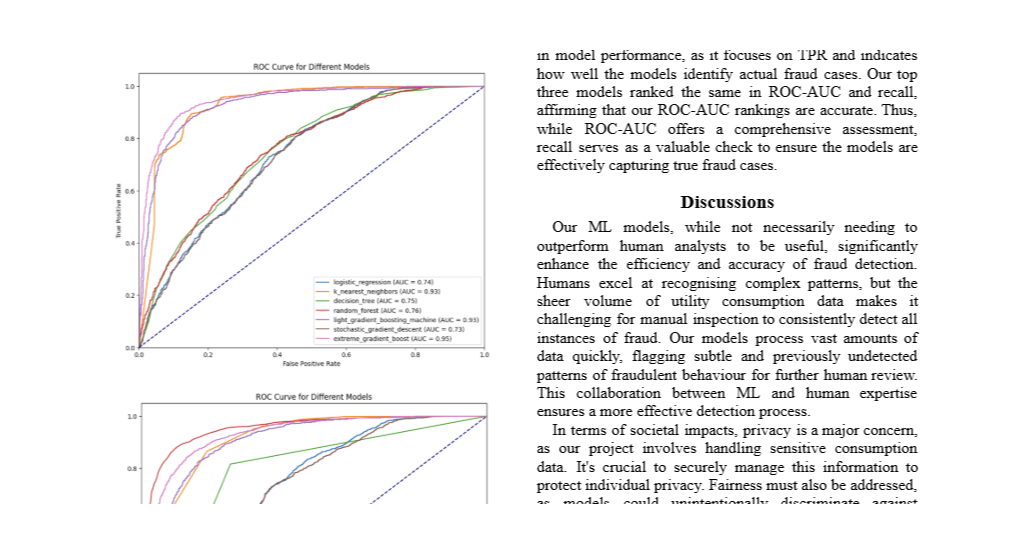 ROC Curve for Different Models
1.0
0.8
0.6
0.4
0.2
0.0
True Positive Rate
logistic_regression (AUC = 0.74)
k_nearest_neighbors (AUC = 0.93)
decision_tree (AUC = 0.75)
random_forest (AUC = 0.76)
light_gradient_boosting_machine (AUC = 0.93)
stochastic_gradient_descent (AUC = 0.73)
extreme_gradient_boost (AUC = 0.95)
0.0 0.2 0.4 0.6 0.8 1.0
False Positive Rate
ROC Curve for Different Models
1.0
0.8
in model performance, as it focuses on TPR and indicates
how well the models identify actual fraud cases. Our top
three models ranked the same in ROC-AUC and recall,
affirming that our ROC-AUC rankings are accurate. Thus,
while ROC-AUC offers a comprehensive assessment,
recall serves as a valuable check to ensure the models are
effectively capturing true fraud cases.
Discussions
Our ML models, while not necessarily needing to
outperform human analysts to be useful, significantly
enhance the efficiency and accuracy of fraud detection.
Humans excel at recognising complex patterns, but the
sheer volume of utility consumption data makes it
challenging for manual inspection to consistently detect all
instances of fraud. Our models process vast amounts of
data quickly, flagging subtle and previously undetected
patterns of fraudulent behaviour for further human review.
This collaboration between ML and human expertise
ensures a more effective detection process.
In terms of societal impacts, privacy is a major concern,
as our project involves handling sensitive consumption
data. It's crucial to securely manage this information to
protect individual privacy. Fairness must also be addressed,
as models could unintentionally discriminate against